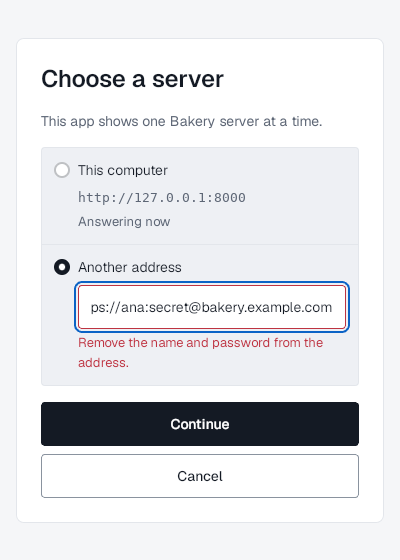 Choose a server
This app shows one Bakery server at a time.
This computer
http://127.0.0.1:8000
Answering now
Another address
ps://ana:secret@bakery.example.com
Remove the name and password from the
address.
Continue
Cancel